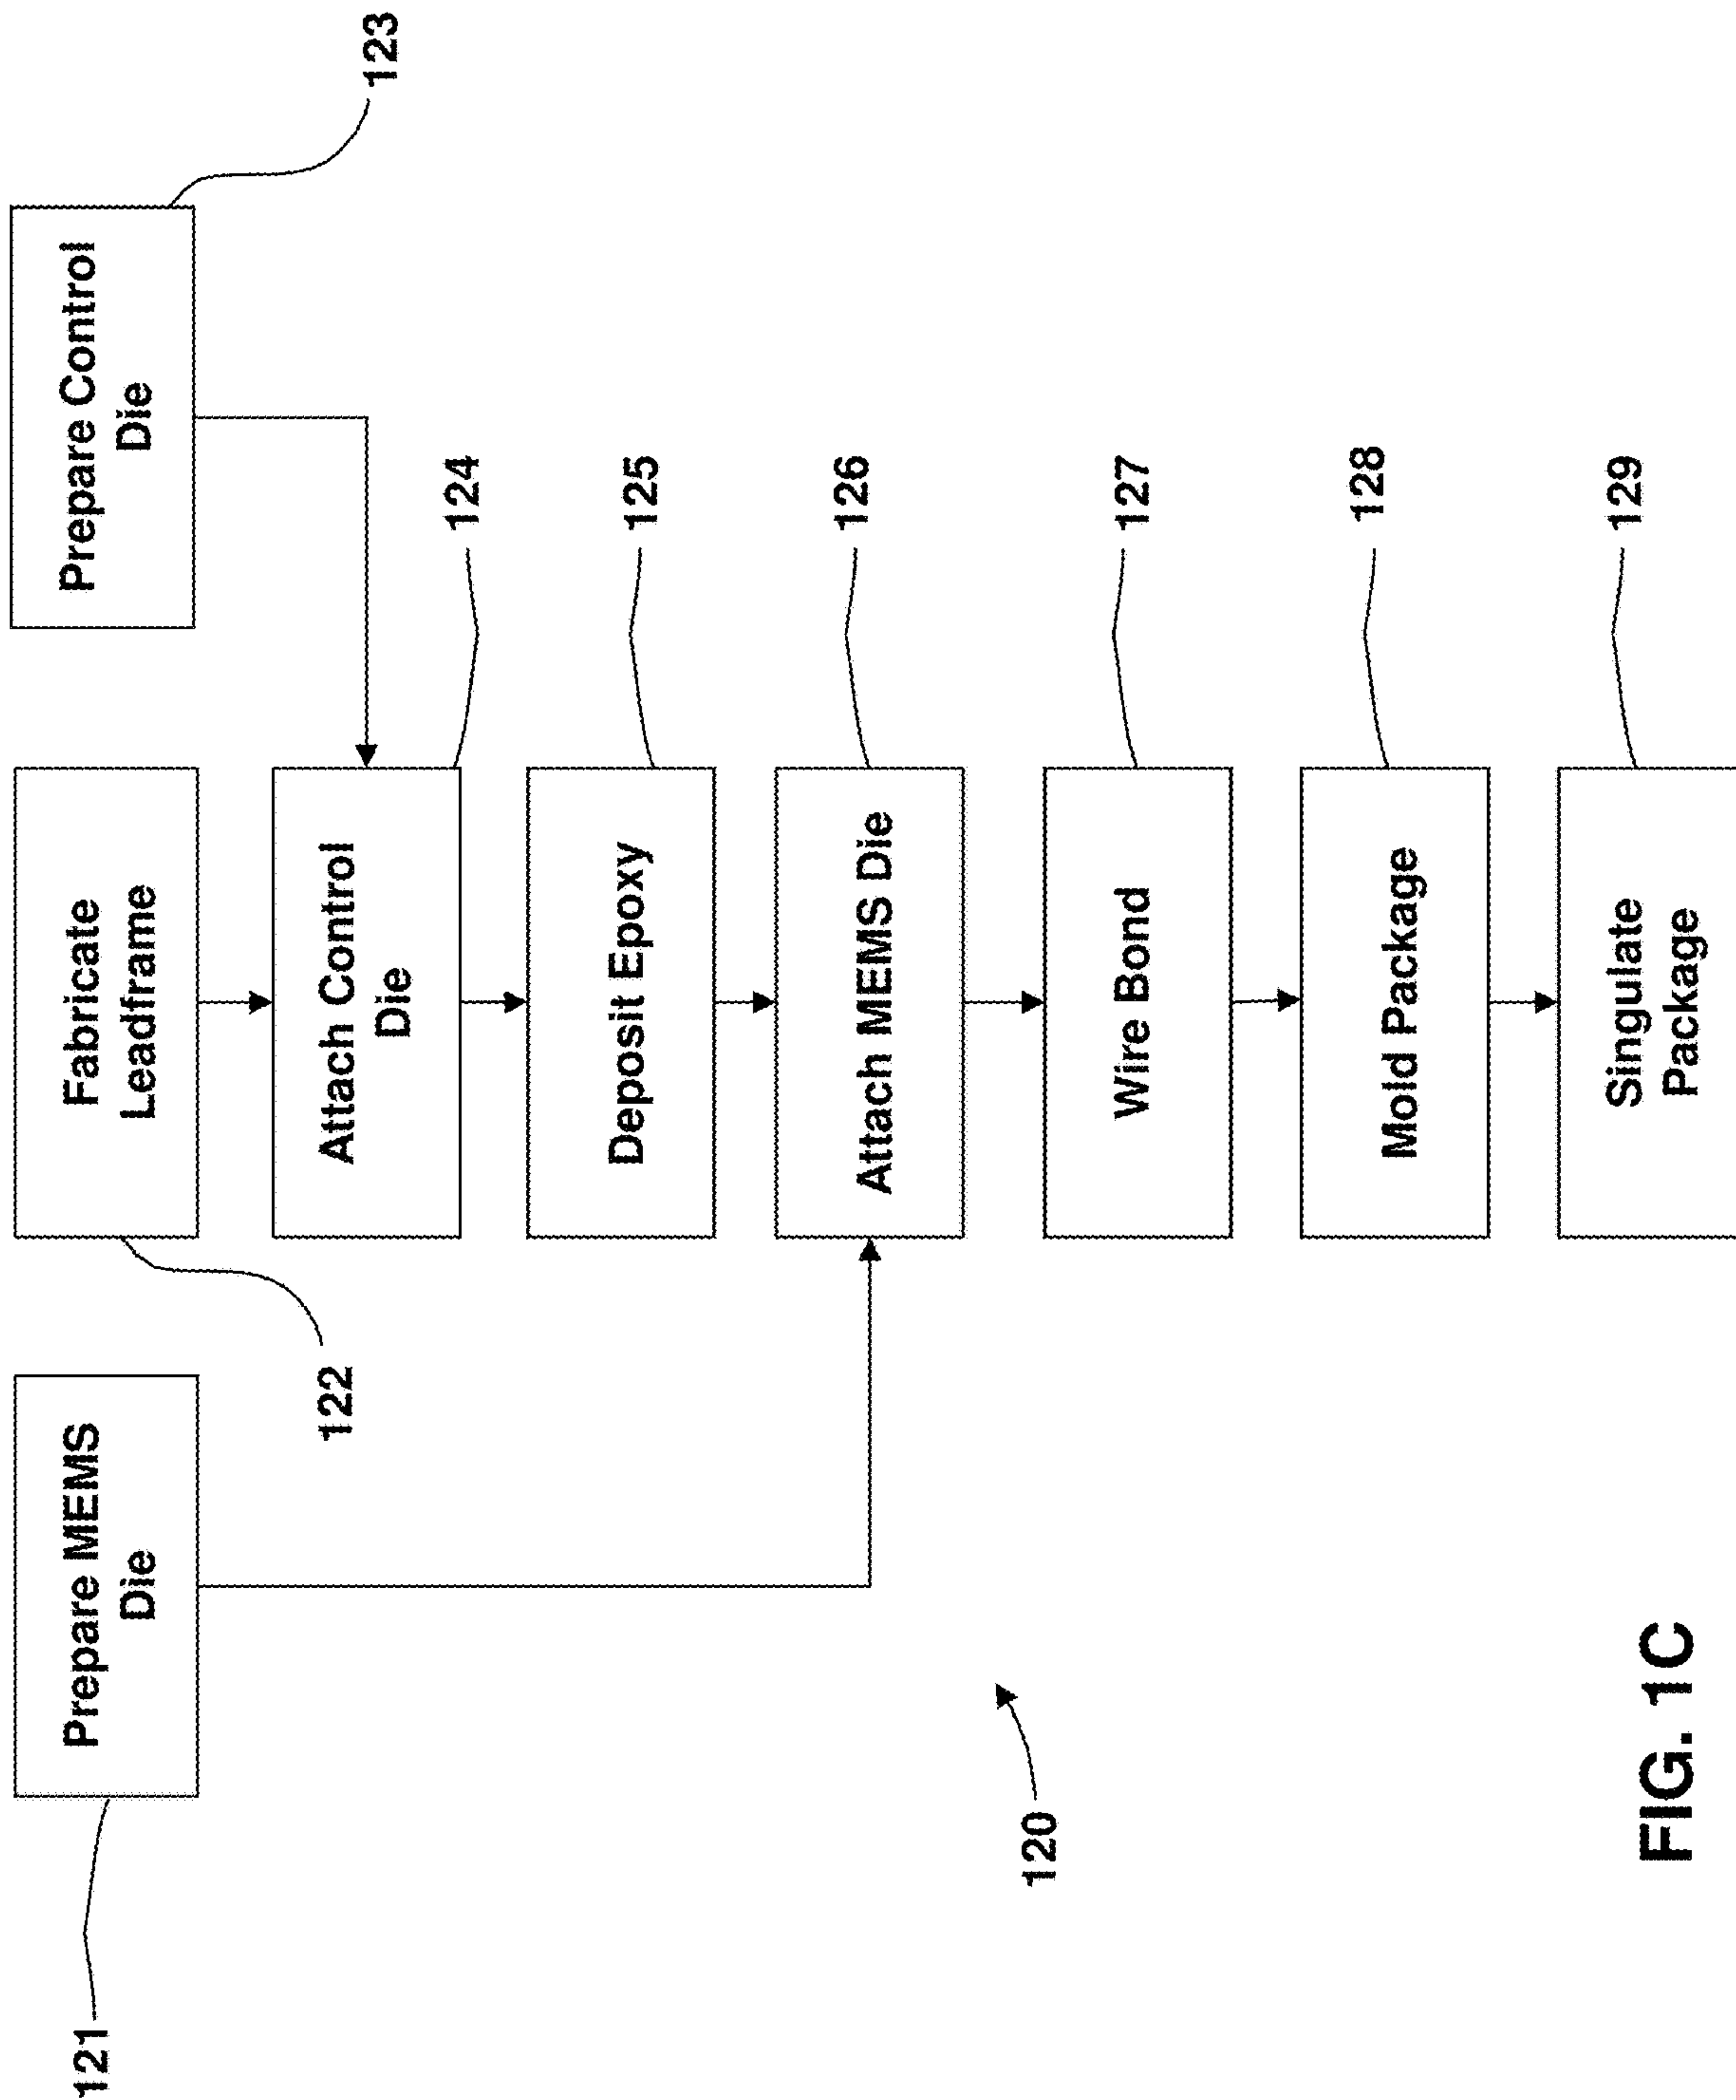 121
Prepare MEMS
Die
122
Fabricate
Leadframe
Prepare Control
Die
123
Attach Control
Die
124
Deposit Epoxy
125
Attach MEMS Die
126
120
Wire Bond
127
Mold Package
128
Singulate
Package
129
FIG. 1C